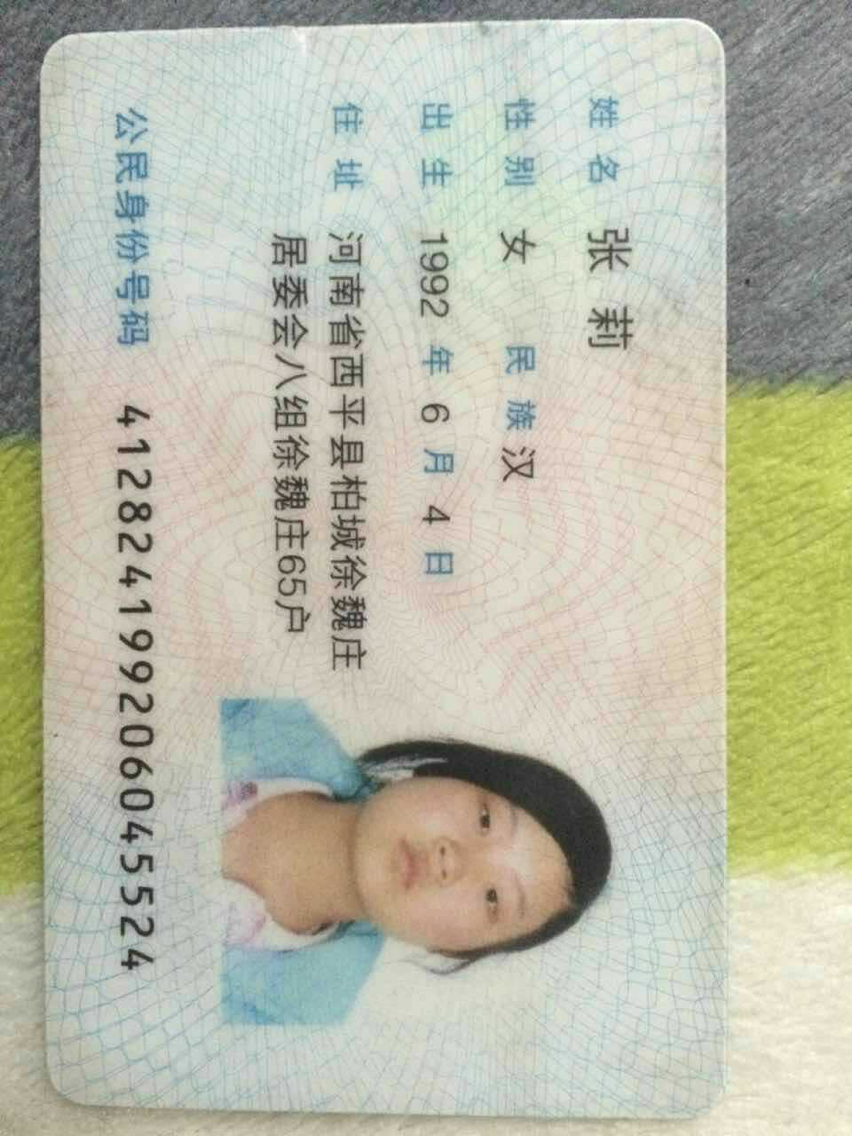 姓名 张莉
性别 女 民族 汉
出生 1992 年 6 月 4 日
住址 河南省西平县柏城徐魏庄
居委会八组徐魏庄65户
公民身份号码 412824199206045524